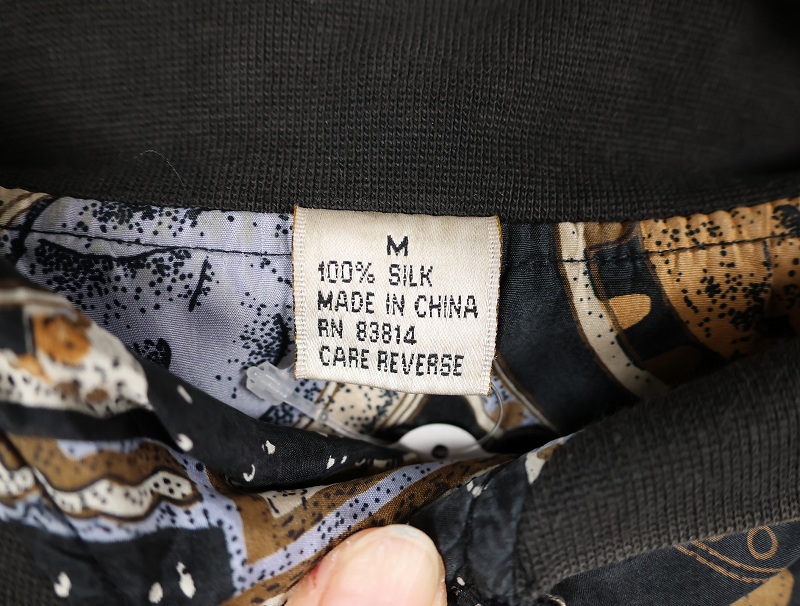 M
100% SILK
MADE IN CHINA
RN 83814
CARE REVERSE